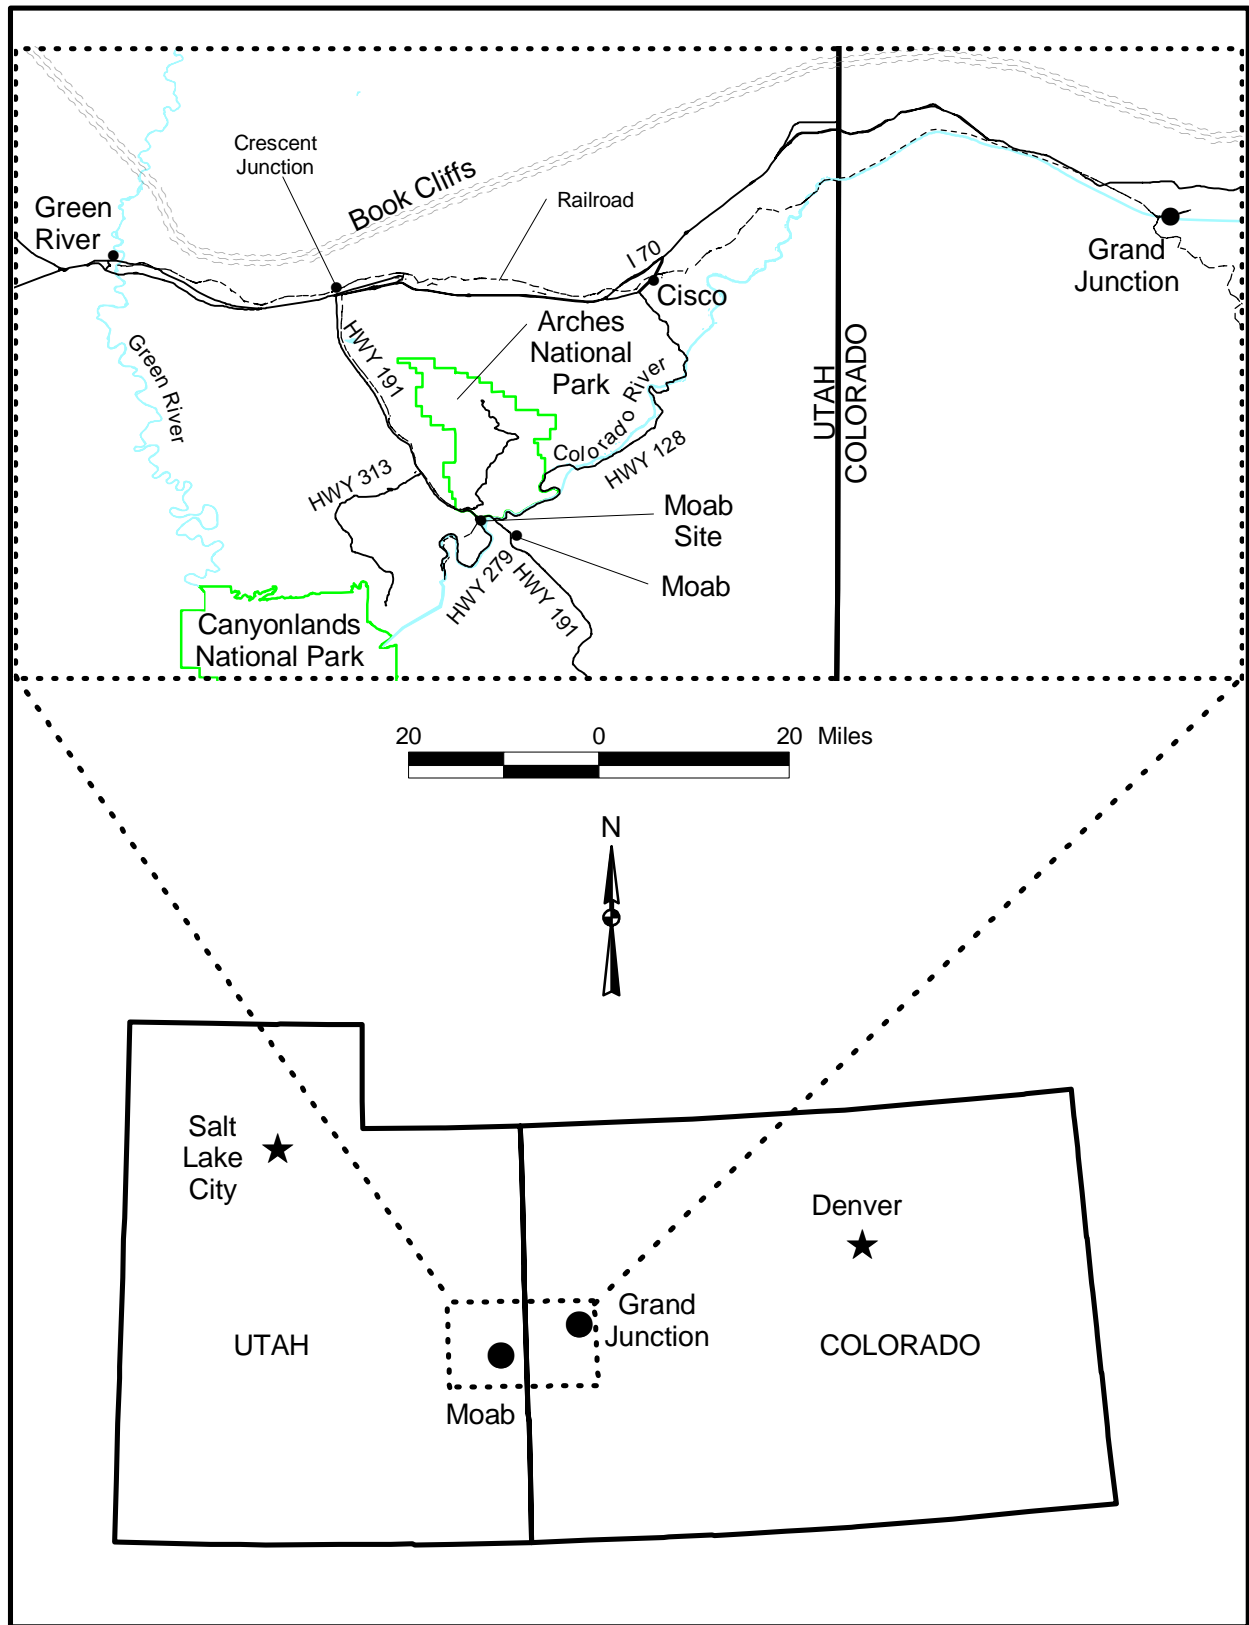 Crescent
Junction
Book Cliffs
Railroad
Green
River
I 70
Grand
Junction
Cisco
Arches
National
Park
HWY 191
Green River
UTAH
COLORADO
Colorado River
HWY 128
HWY 313
Moab
Site
HWY 279
HWY 191
Moab
Canyonlands
National Park
20 0 20 Miles
N
Salt
Lake
City
Denver
Grand
Junction
UTAH
COLORADO
Moab